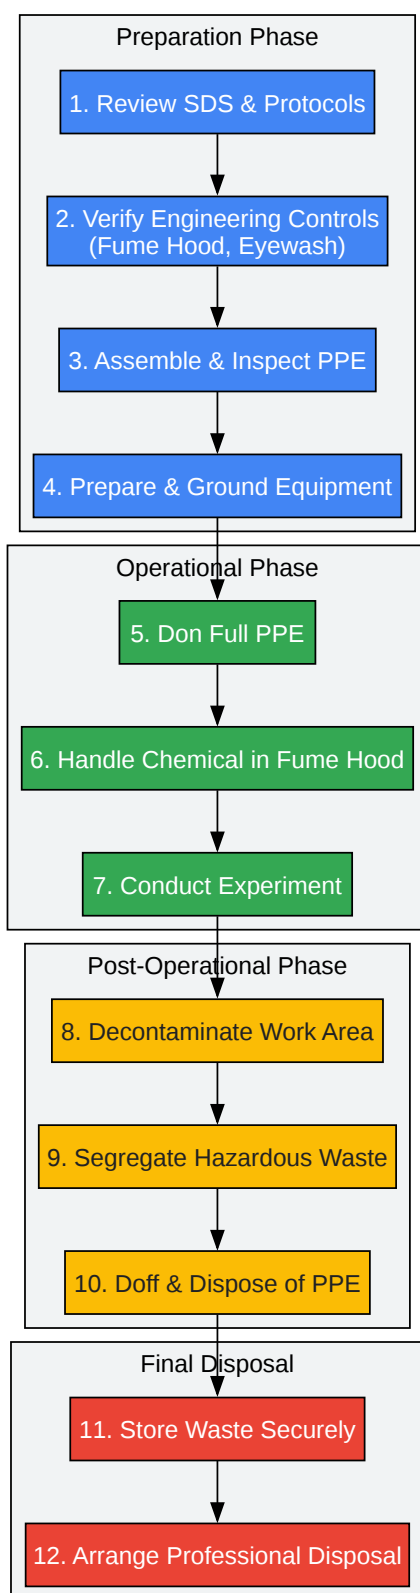 Preparation Phase
1. Review SDS & Protocols
2. Verify Engineering Controls
(Fume Hood, Eyewash)
3. Assemble & Inspect PPE
4. Prepare & Ground Equipment
Operational Phase
5. Don Full PPE
6. Handle Chemical in Fume Hood
7. Conduct Experiment
Post-Operational Phase
8. Decontaminate Work Area
9. Segregate Hazardous Waste
10. Doff & Dispose of PPE
Final Disposal
11. Store Waste Securely
12. Arrange Professional Disposal